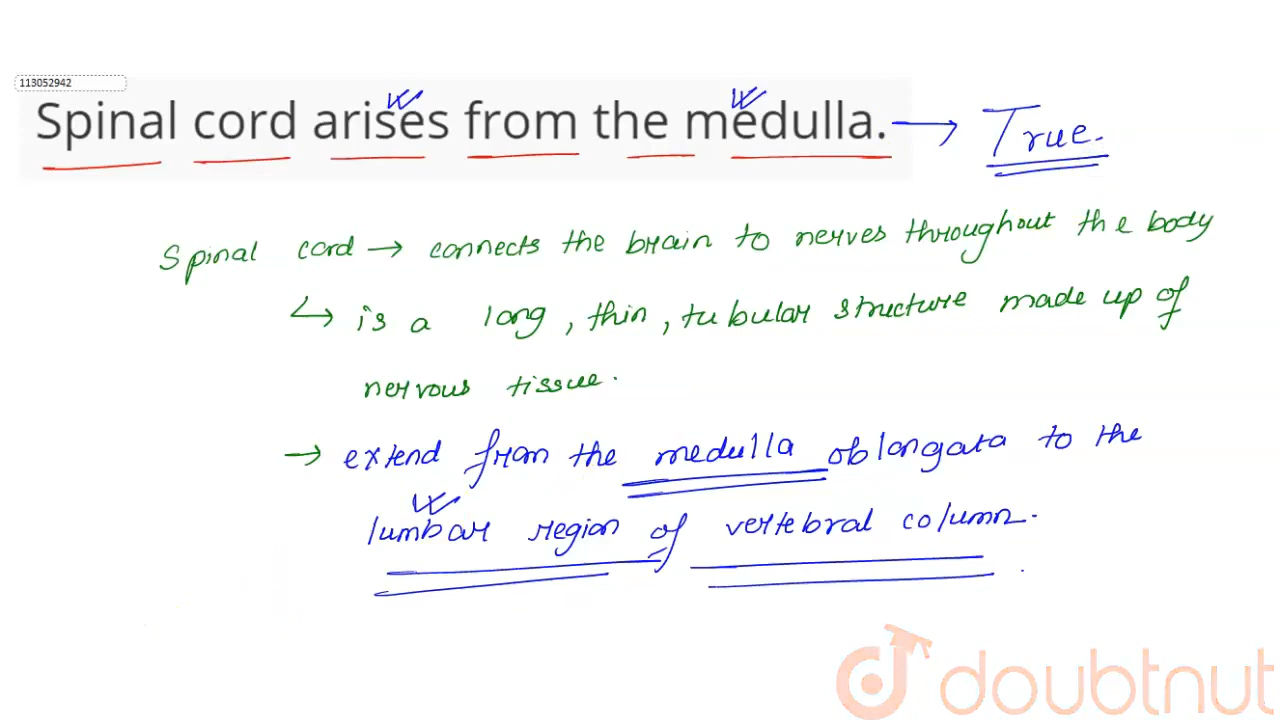 113052942
Spinal cord arises from the medulla. → True.
Spinal cord → connects the brain to nerves throughout the body
↳ is a long, thin, tubular structure made up of
nervous tissue.
→ extend from the medulla oblongata to the
lumbar region of vertebral column.
doubtnut